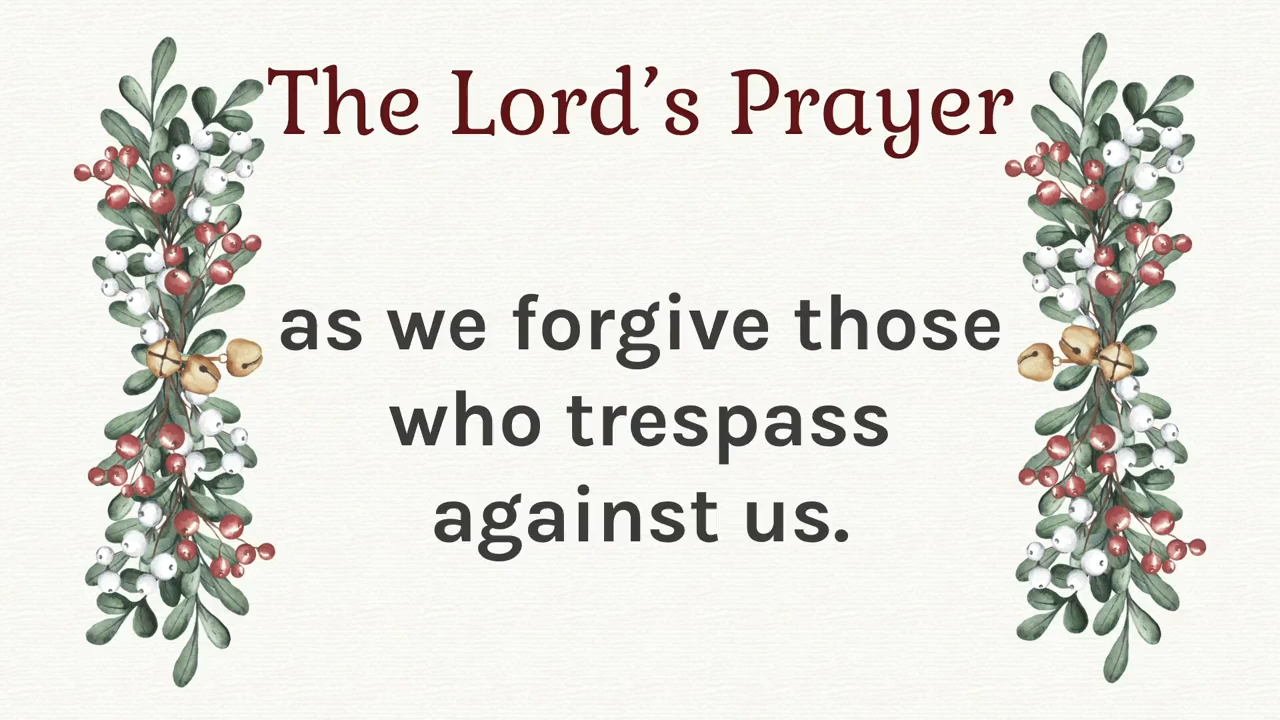 The Lord’s Prayer
as we forgive those
who trespass
against us.